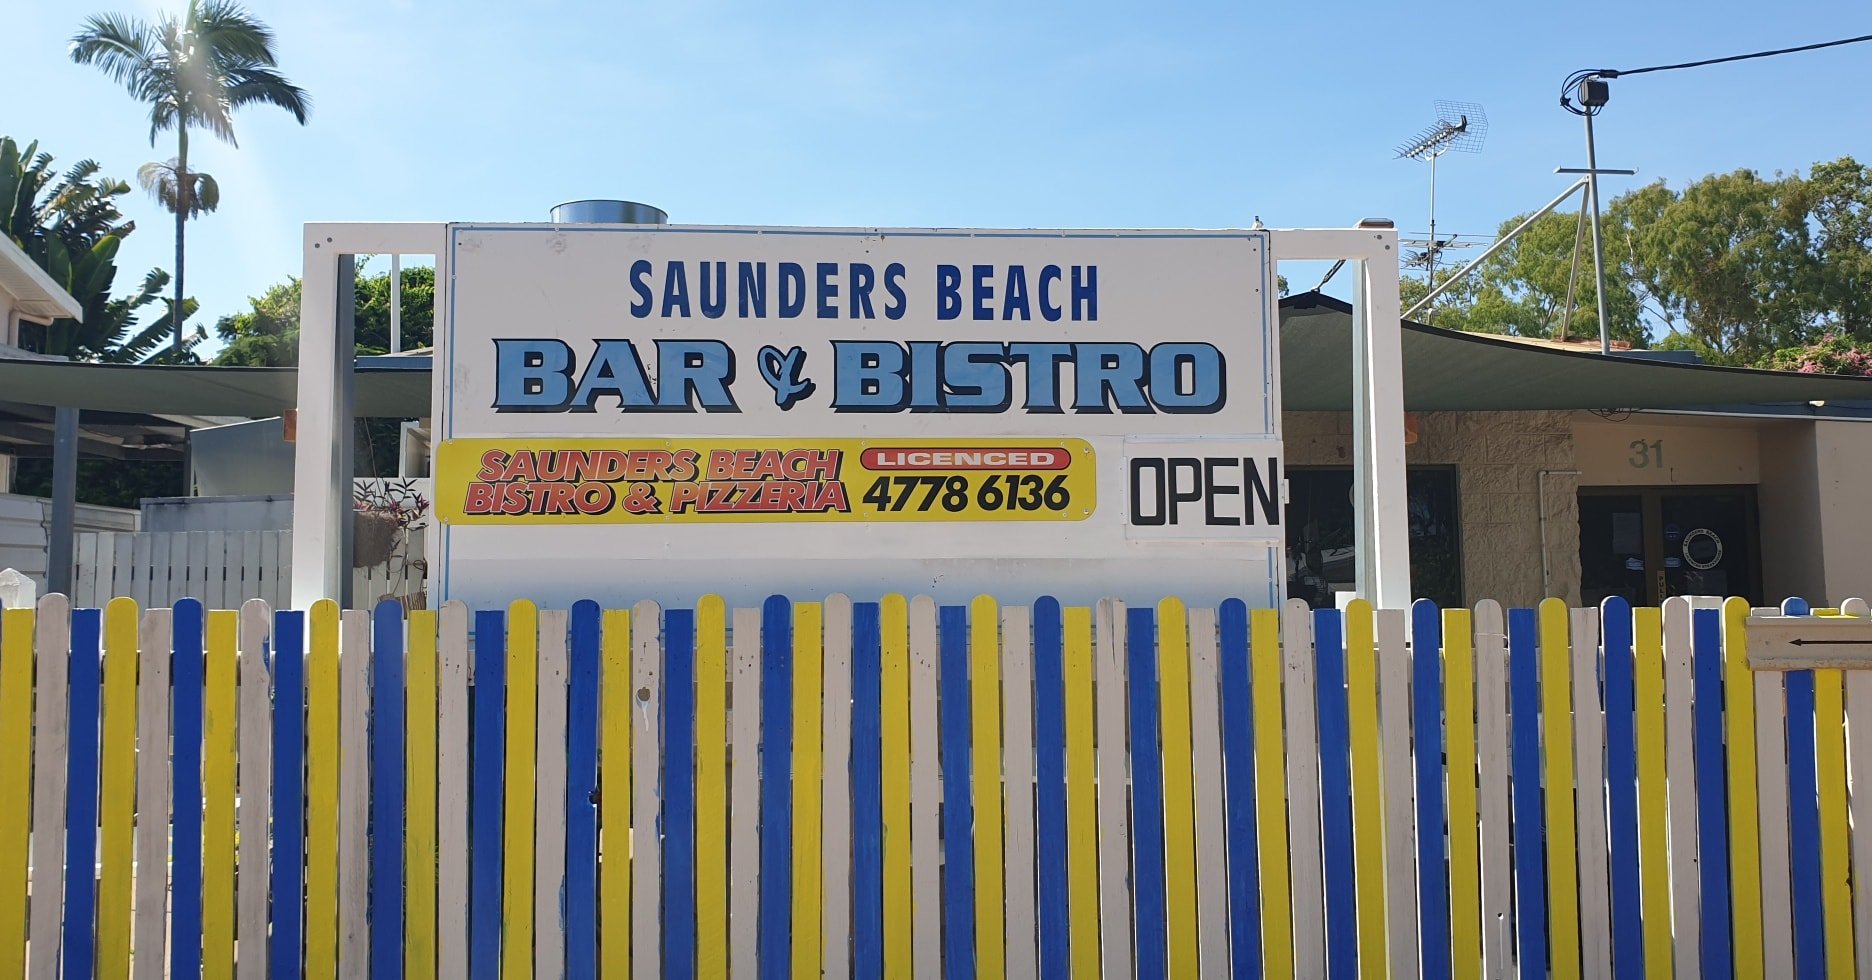 SAUNDERS BEACH
BAR & BISTRO
SAUNDERS BEACH
BISTRO & PIZZERIA
LICENCED
4778 6136
OPEN
31